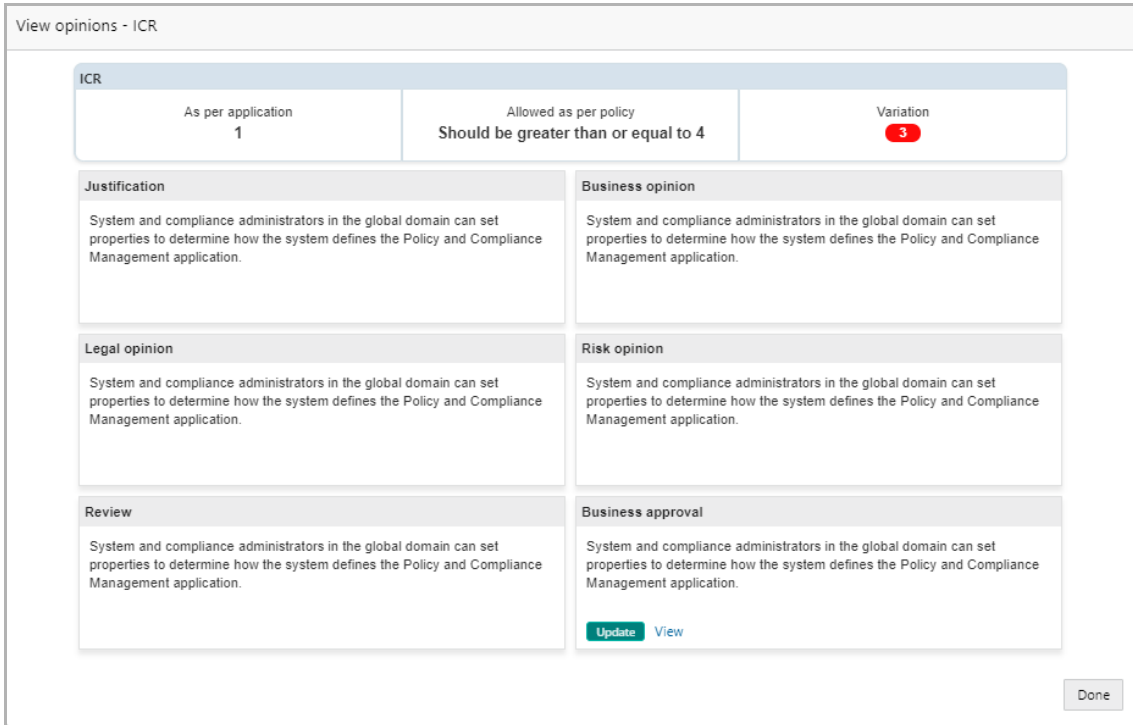 View opinions - ICR
ICR
As per application
1
Allowed as per policy
Should be greater than or equal to 4
Variation
3
Justification
System and compliance administrators in the global domain can set
properties to determine how the system defines the Policy and Compliance
Management application.
Business opinion
System and compliance administrators in the global domain can set
properties to determine how the system defines the Policy and Compliance
Management application.
Legal opinion
System and compliance administrators in the global domain can set
properties to determine how the system defines the Policy and Compliance
Management application.
Risk opinion
System and compliance administrators in the global domain can set
properties to determine how the system defines the Policy and Compliance
Management application.
Review
System and compliance administrators in the global domain can set
properties to determine how the system defines the Policy and Compliance
Management application.
Business approval
System and compliance administrators in the global domain can set
properties to determine how the system defines the Policy and Compliance
Management application.
Update View
Done